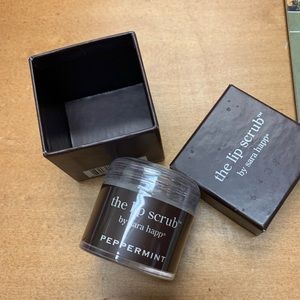 the lip scrub™
by sara happ®
the lip scrub™
by sara happ®
PEPPERMINT